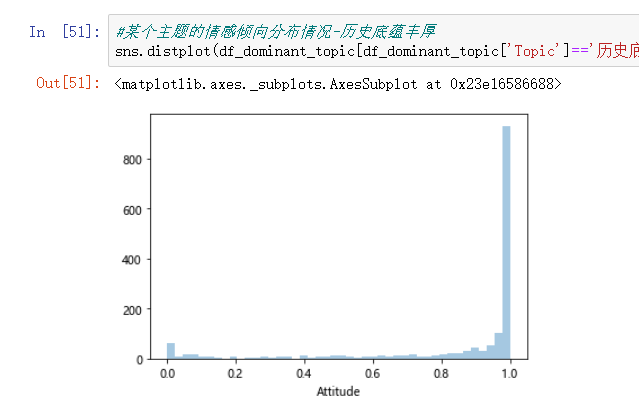 In [51]: #某个主题的情感倾向分布情况-历史底蕴丰厚
sns.distplot(df_dominant_topic[df_dominant_topic['Topic']=='历史底
Out[51]: <matplotlib.axes._subplots.AxesSubplot at 0x23e16586688>
800
600
400
200
0
0.0 0.2 0.4 0.6 0.8 1.0
Attitude